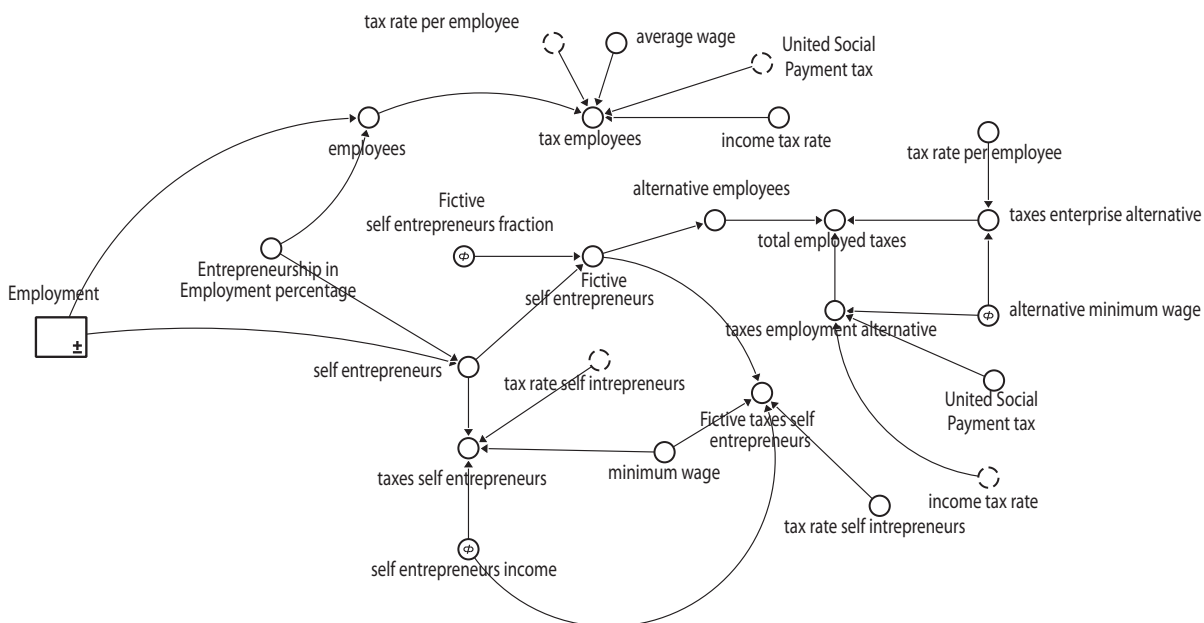 tax rate per employee
average wage
United Social
Payment tax
employees
tax employees
income tax rate
tax rate per employee
alternative employees
Fictive
self entrepreneurs fraction
taxes enterprise alternative
total employed taxes
Entrepreneurship in
Employment percentage
Fictive
self entrepreneurs
Employment
±
alternative minimum wage
taxes employment alternative
self entrepreneurs
tax rate self intrepreneurs
United Social
Payment tax
Fictive taxes self
entrepreneurs
taxes self entrepreneurs
minimum wage
income tax rate
tax rate self intrepreneurs
self entrepreneurs income